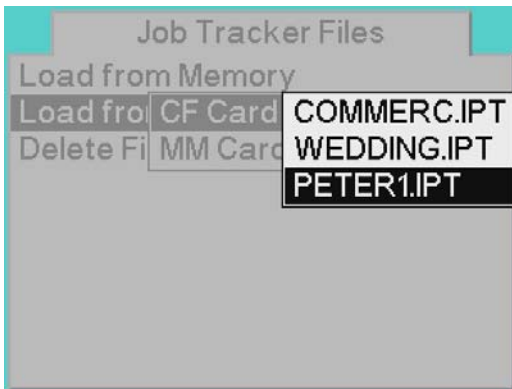 Job Tracker Files
Load from Memory
Load fro CF Card COMMERC.IPT
WEDDING.IPT
Delete Fi MM Card
PETER1.IPT